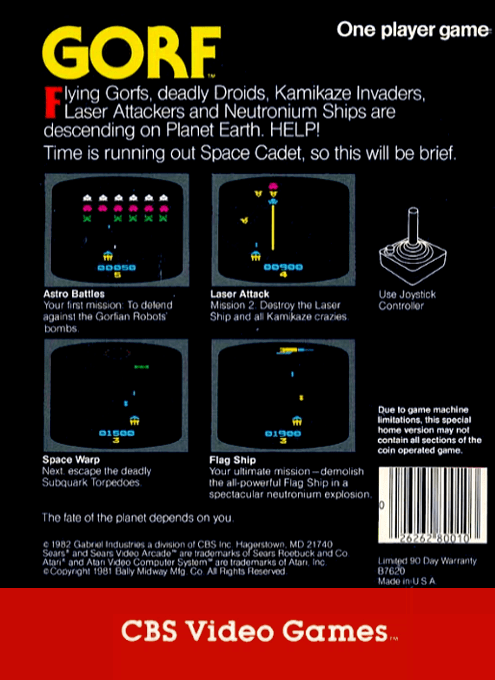 GORF™
One player game
Flying Gorfs, deadly Droids, Kamikaze Invaders,
Laser Attackers and Neutronium Ships are
descending on Planet Earth. HELP!
Time is running out Space Cadet, so this will be brief.
00050
5
Astro Battles
Your first mission: To defend
against the Gorfian Robots'
bombs.
00900
4
Laser Attack
Mission 2. Destroy the Laser
Ship and all Kamikaze crazies.
Use Joystick
Controller
01500
3
Space Warp
Next. escape the deadly
Subquark Torpedoes.
01900
3
Flag Ship
Your ultimate mission—demolish
the all-powerful Flag Ship in a
spectacular neutronium explosion.
Due to game machine
limitations, this special
home version may not
contain all sections of the
coin operated game.
The fate of the planet depends on you.
© 1982 Gabriel Industries a division of CBS Inc. Hagerstown, MD 21740
Sears* and Sears Video Arcade™ are trademarks of Sears Roebuck and Co
Atari* and Atari Video Computer System™ are trademarks of Atari, Inc.
© Copyright 1981 Bally Midway Mfg. Co. All Rights Reserved.
0
26262 80010
Limited 90 Day Warranty
B7620
Made in U S A
CBS Video Games™